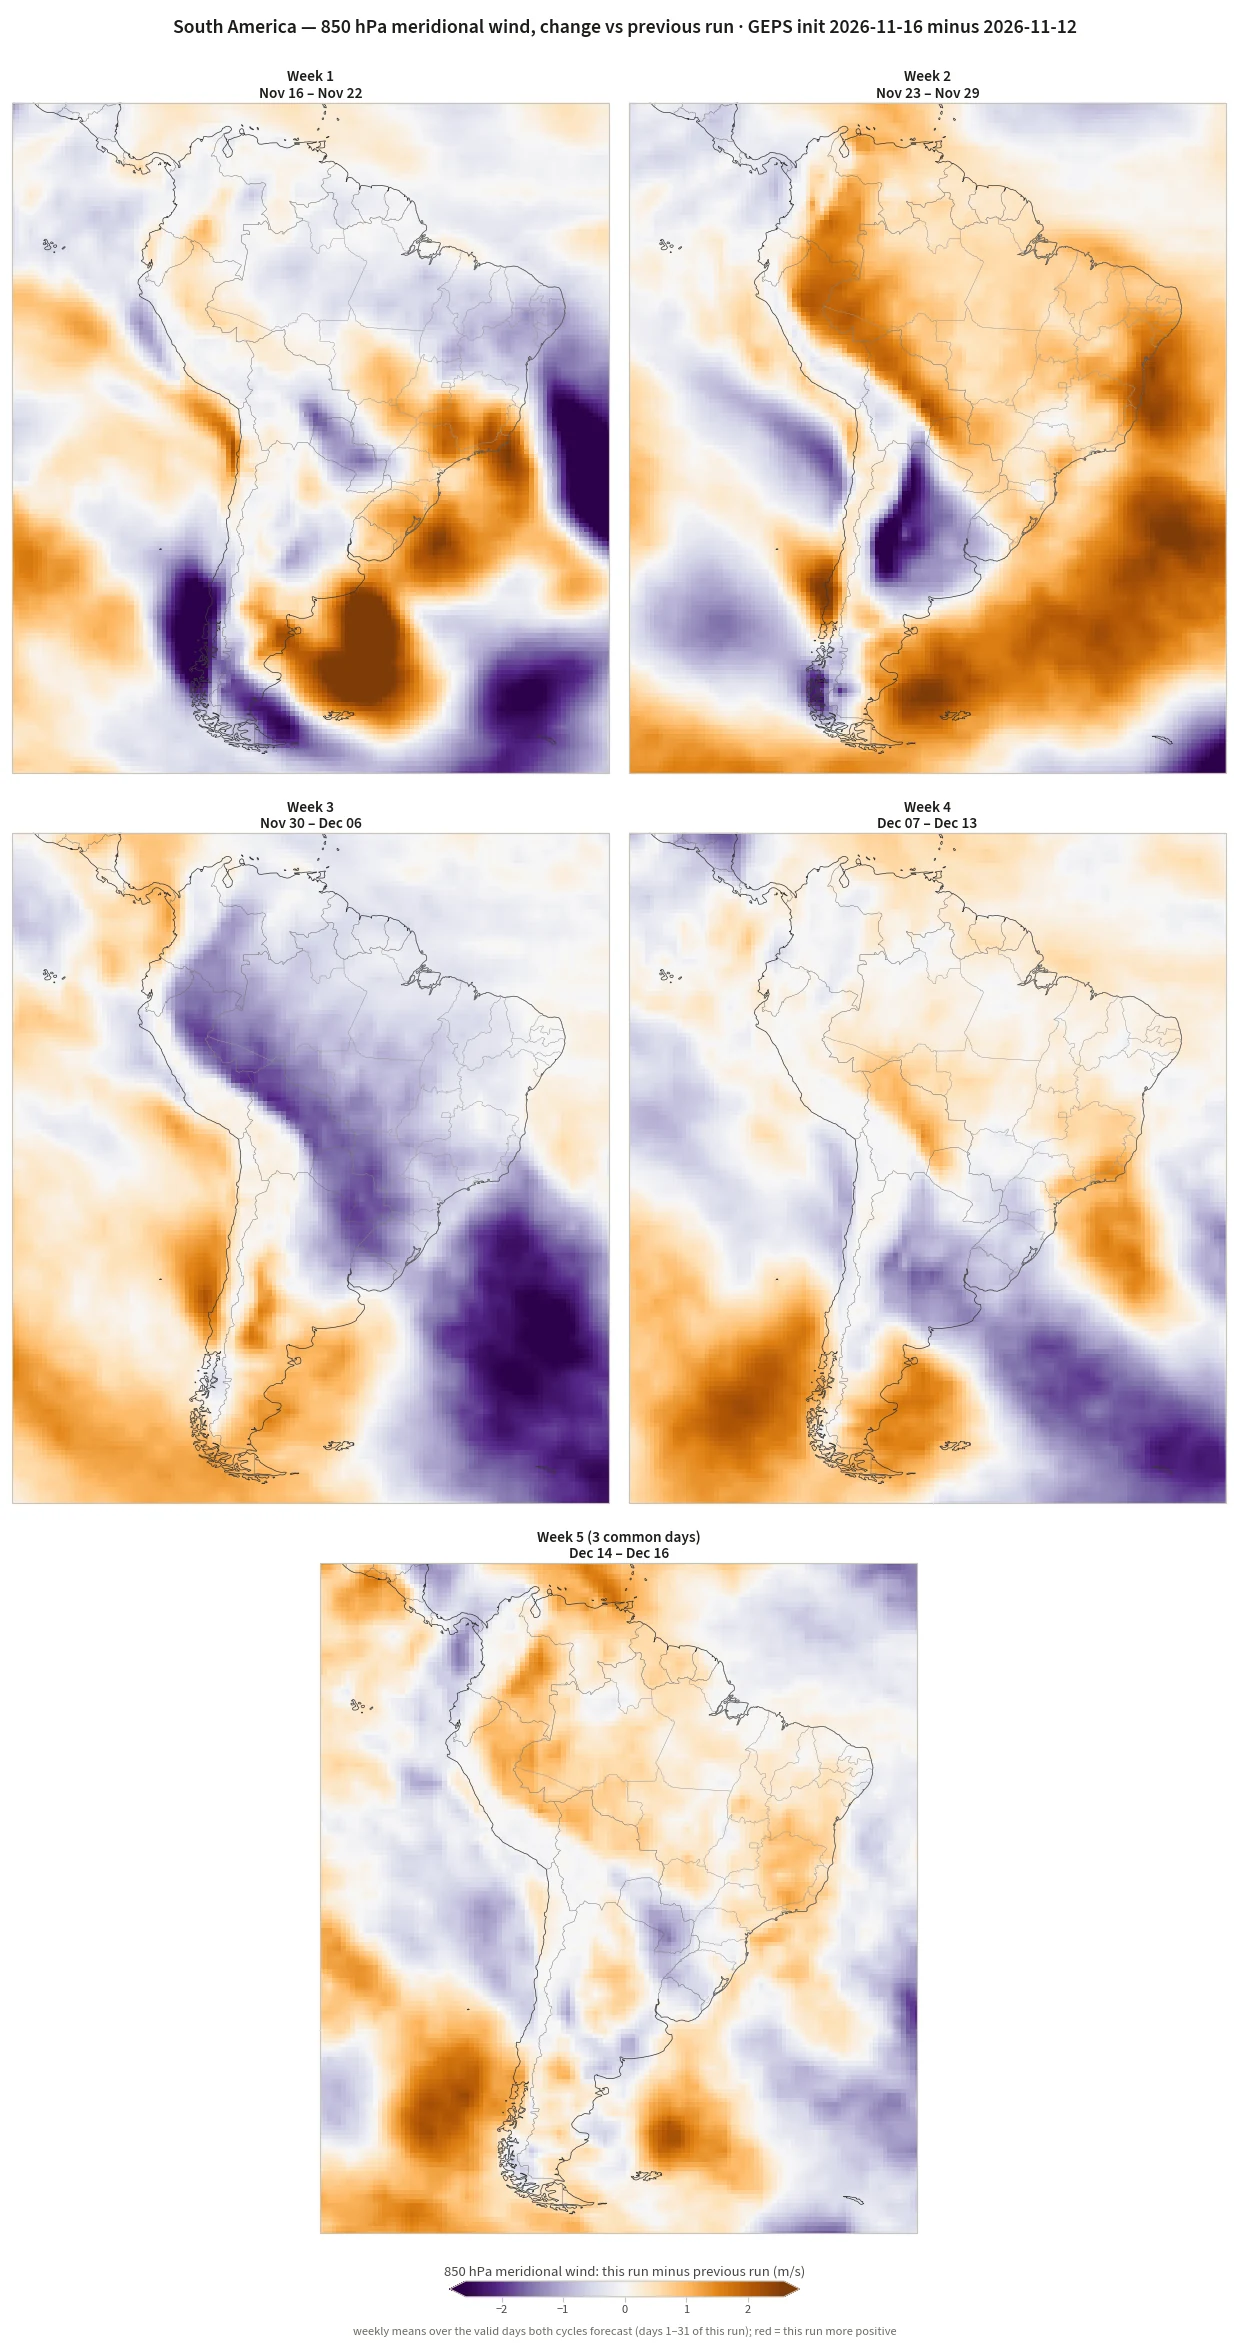 South America — 850 hPa meridional wind, change vs previous run · GEPS init 2026-11-16 minus 2026-11-12
Week 1
Nov 16 – Nov 22
Week 2
Nov 23 – Nov 29
Week 3
Nov 30 – Dec 06
Week 4
Dec 07 – Dec 13
Week 5 (3 common days)
Dec 14 – Dec 16
850 hPa meridional wind: this run minus previous run (m/s)
−2 −1 0 1 2
weekly means over the valid days both cycles forecast (days 1–31 of this run); red = this run more positive